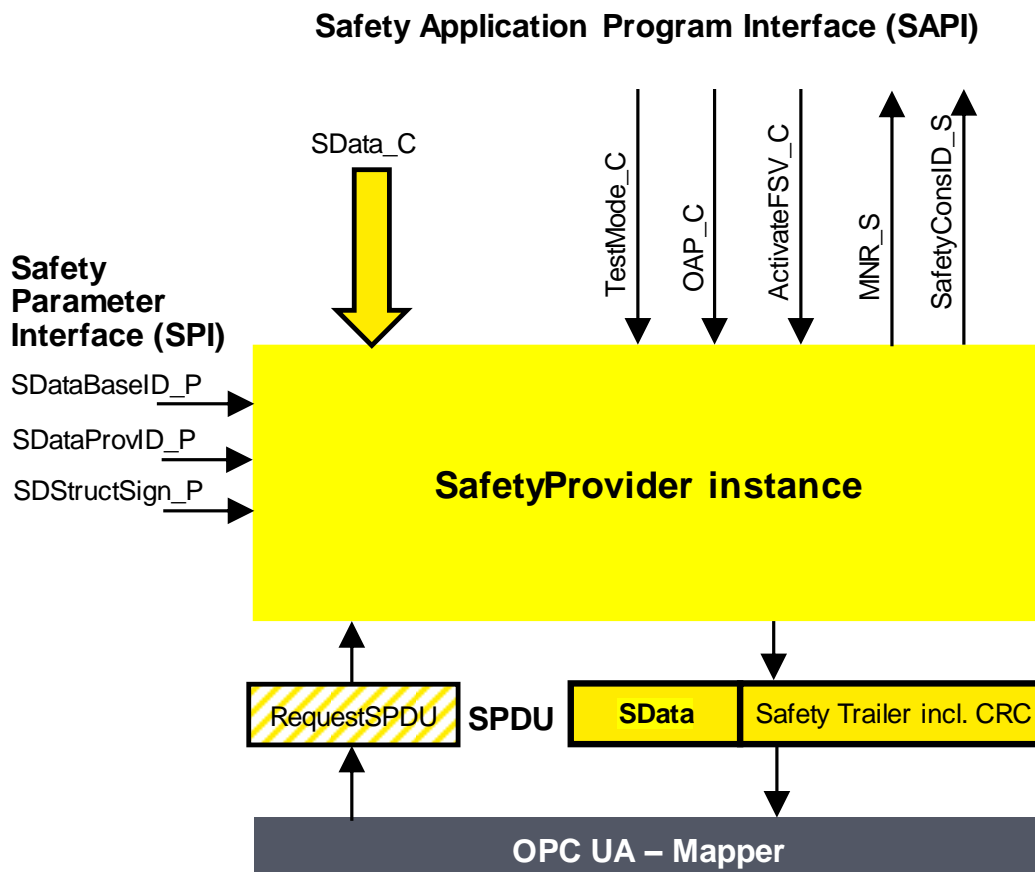 Safety Application Program Interface (SAPI)
SData_C
TestMode_C
OAP_C
ActivateFSV_C
MNR_S
SafetyConsID_S
Safety
Parameter
Interface (SPI)
SDataBaseID_P
SDataProvID_P
SDStructSign_P
SafetyProvider instance
RequestSPDU
SPDU
SData
Safety Trailer incl. CRC
OPC UA – Mapper